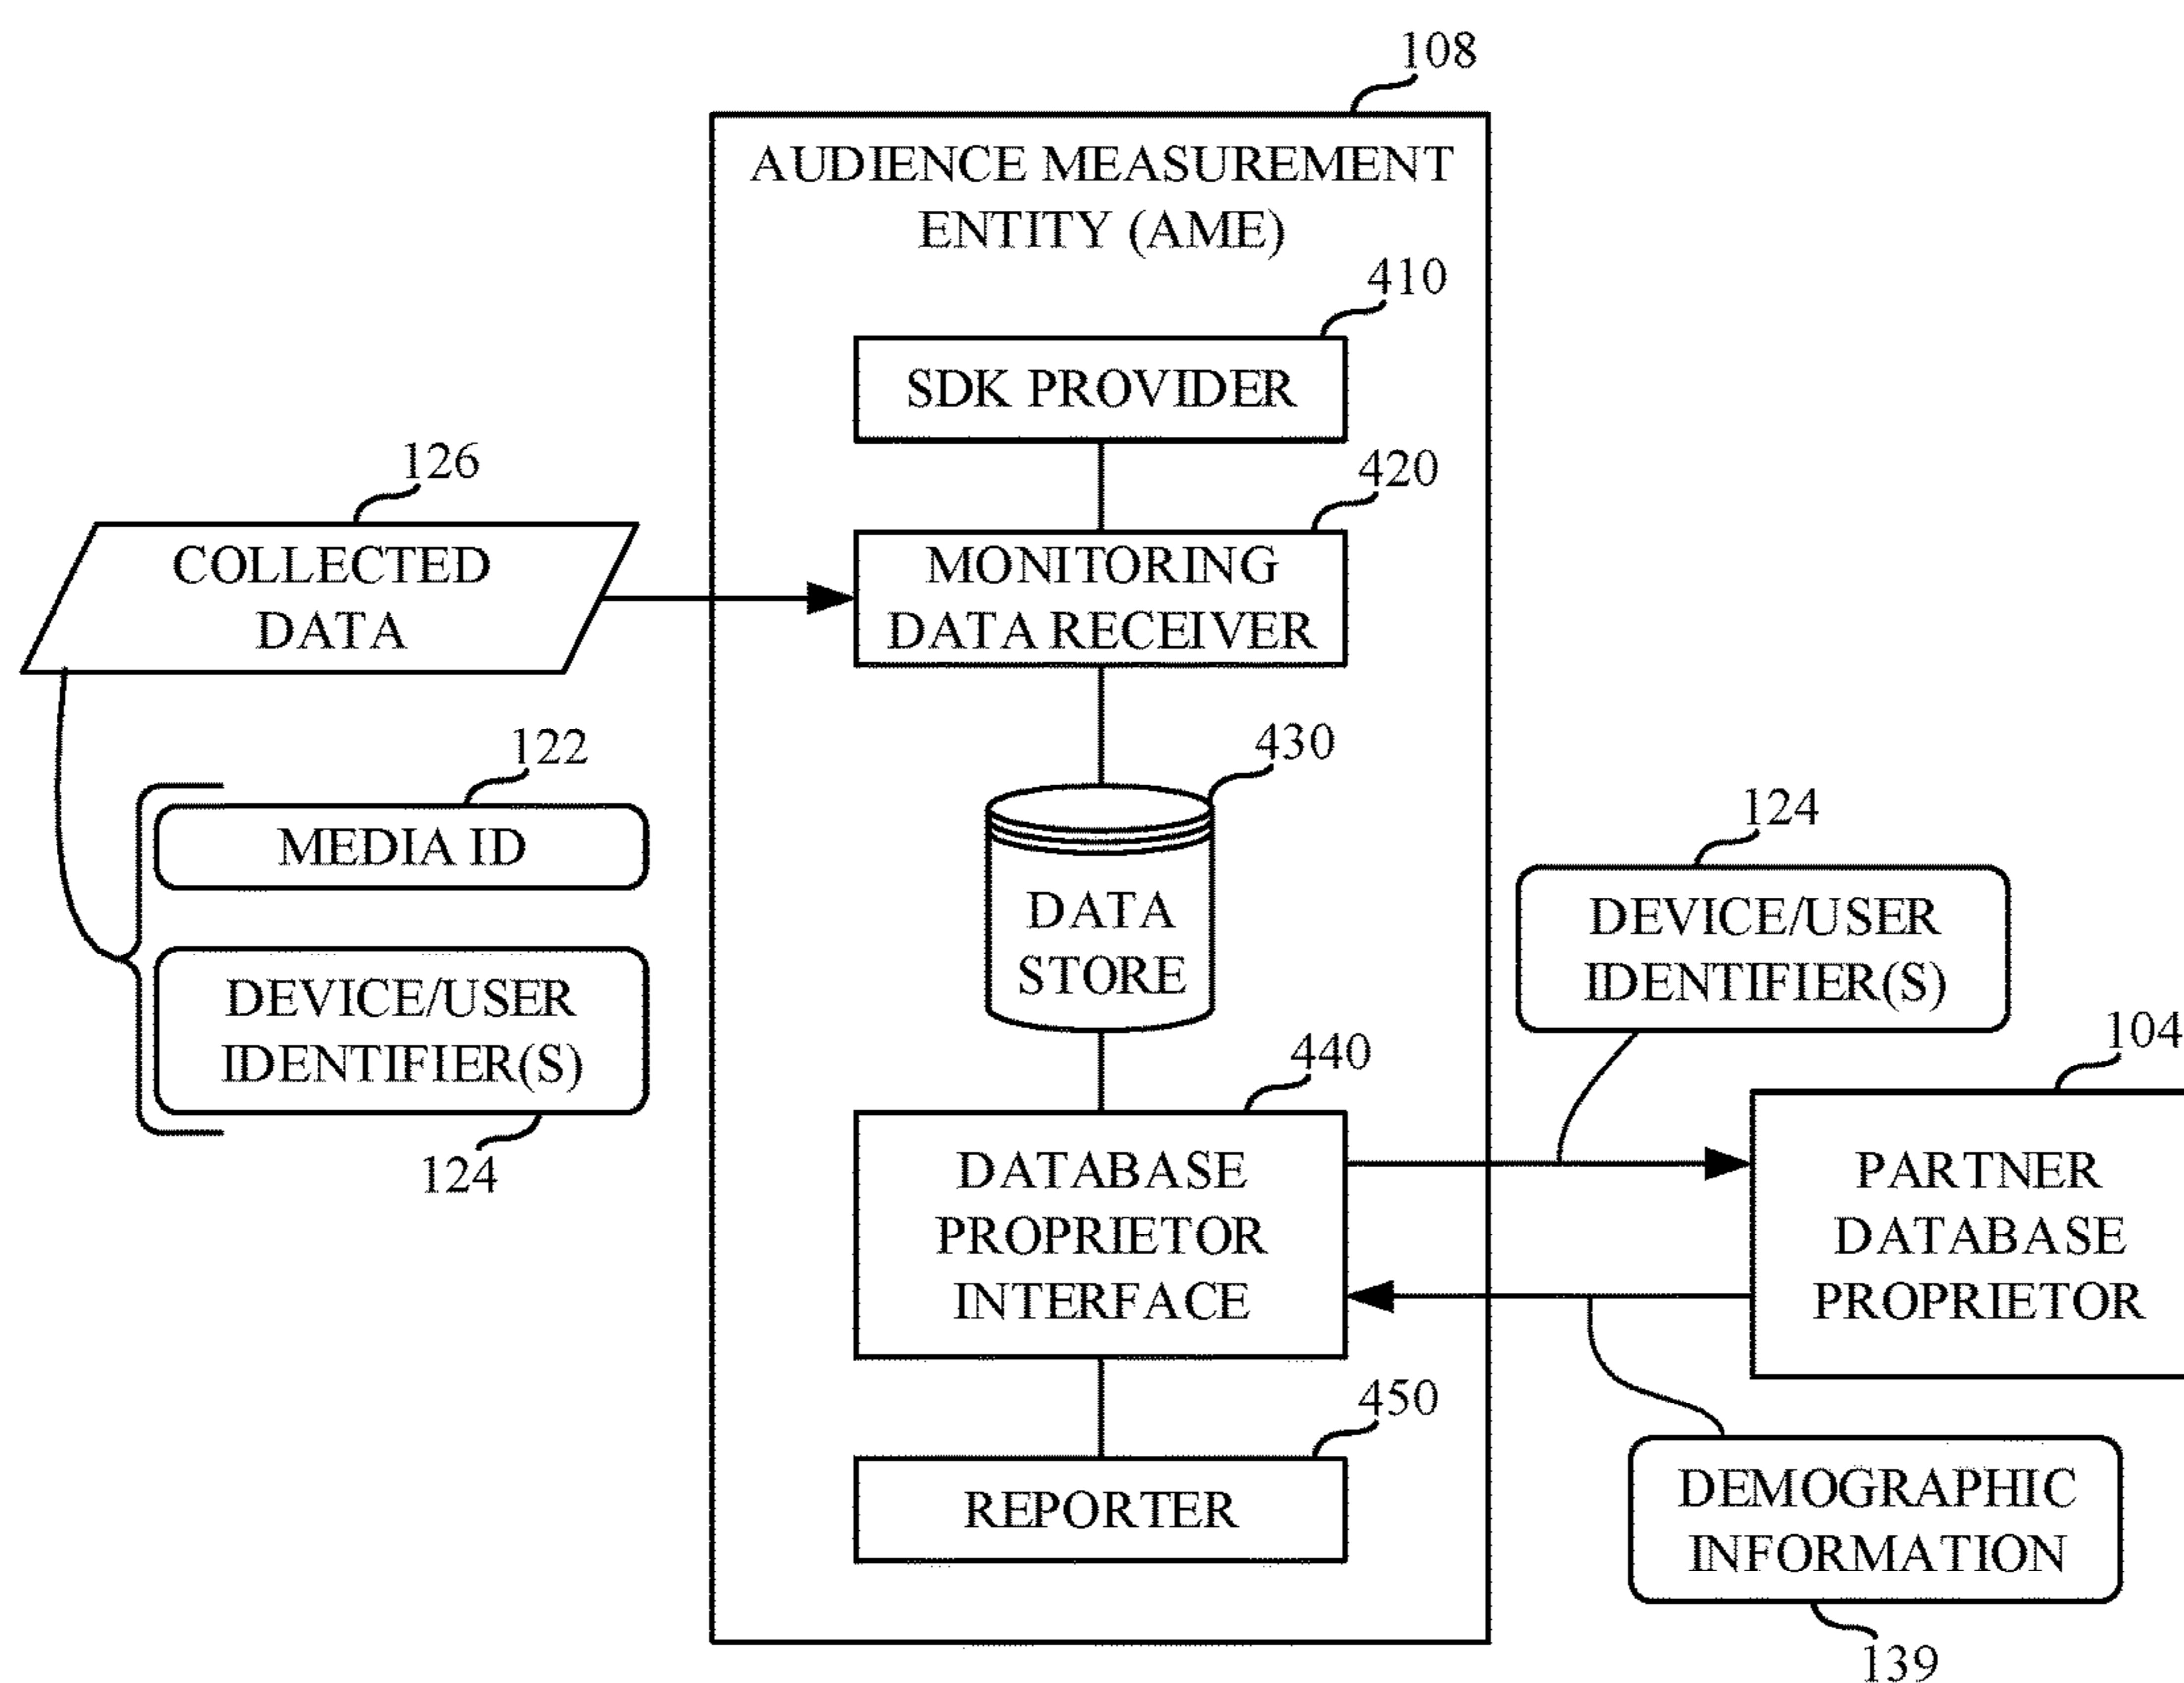 108
AUDIENCE MEASUREMENT
ENTITY (AME)
410
SDK PROVIDER
126
420
COLLECTED
DATA
MONITORING
DATA RECEIVER
122
430
MEDIA ID
124
DATA
STORE
DEVICE/USER
IDENTIFIER(S)
DEVICE/USER
IDENTIFIER(S)
124
440
104
DATABASE
PROPRIETOR
INTERFACE
PARTNER
DATABASE
PROPRIETOR
450
REPORTER
DEMOGRAPHIC
INFORMATION
139